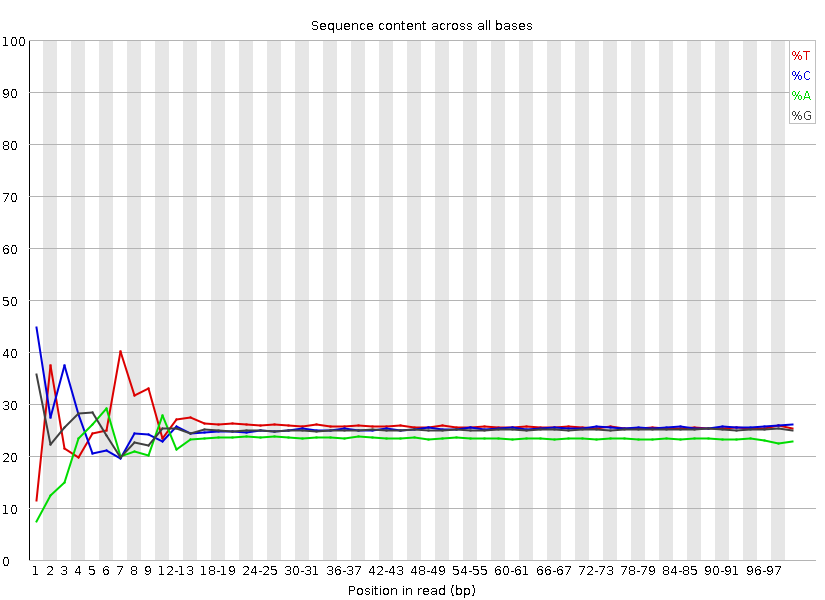 Sequence content across all bases
100
90
80
70
60
50
40
30
20
10
0
%T
%C
%A
%G
1 2 3 4 5 6 7 8 9 12-13 18-19 24-25 30-31 36-37 42-43 48-49 54-55 60-61 66-67 72-73 78-79 84-85 90-91 96-97
Position in read (bp)